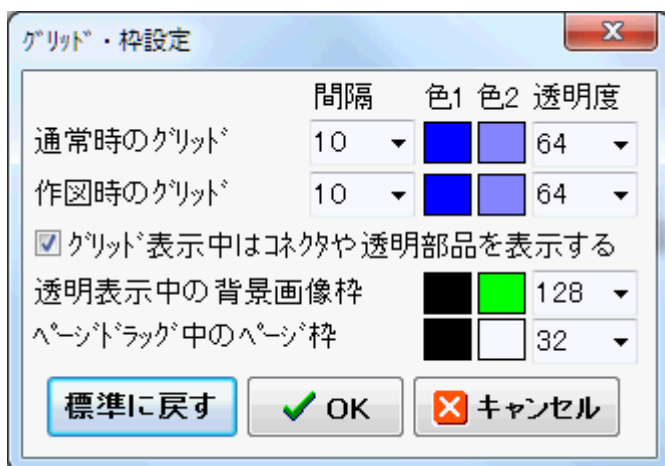 グリッド・枠設定
間隔 色1 色2 透明度
通常時のグリッド 10 64
作図時のグリッド 10 64
グリッド表示中はコネクタや透明部品を表示する
透明表示中の背景画像枠 128
ページドラッグ中のページ枠 32
標準に戻す OK キャンセル